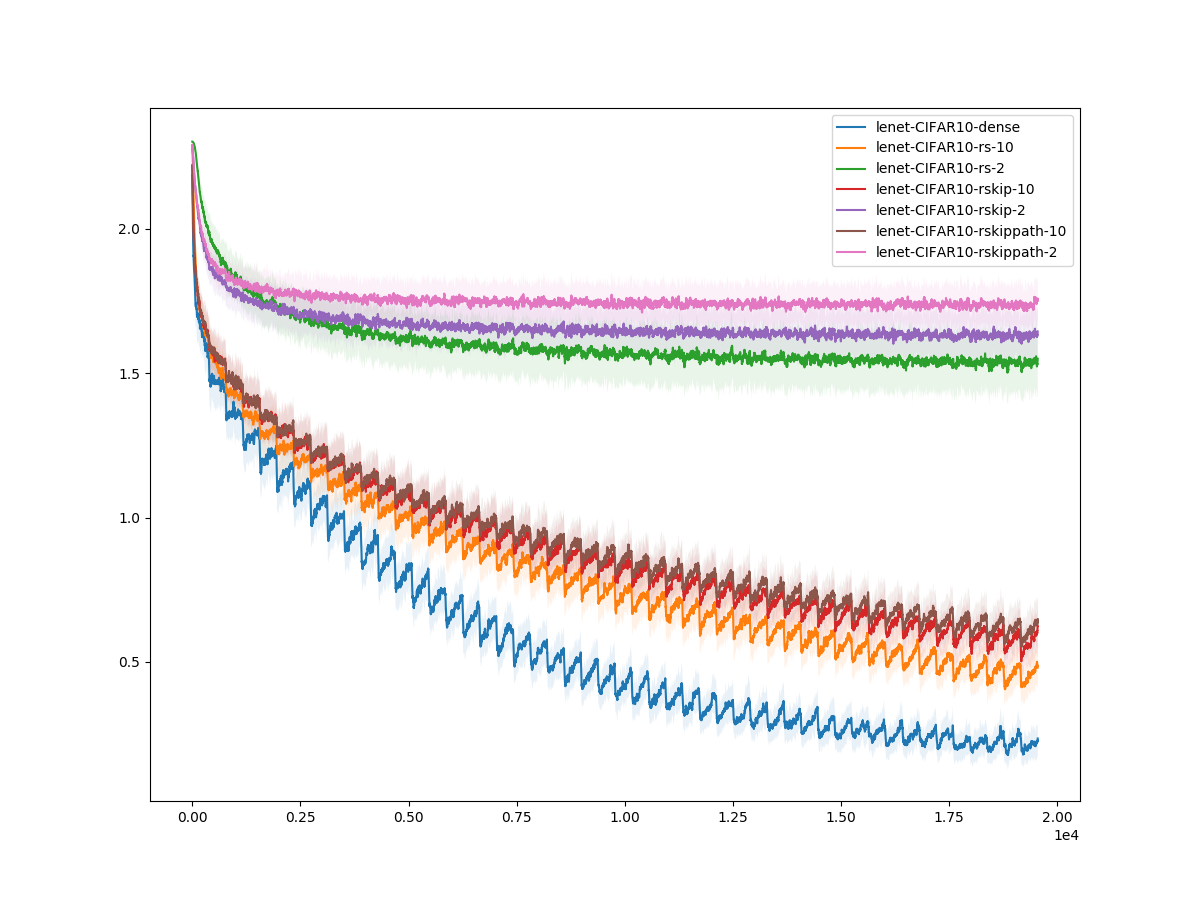 lenet-CIFAR10-dense
lenet-CIFAR10-rs-10
lenet-CIFAR10-rs-2
lenet-CIFAR10-rskip-10
lenet-CIFAR10-rskip-2
lenet-CIFAR10-rskippath-10
lenet-CIFAR10-rskippath-2
2.0
1.5
1.0
0.5
0.00 0.25 0.50 0.75 1.00 1.25 1.50 1.75 2.00
1e4